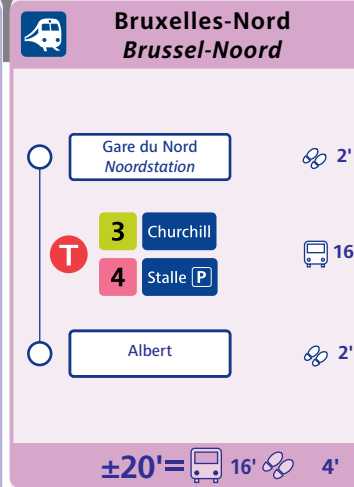 Bruxelles-Nord
Brussel-Noord
Gare du Nord
Noordstation
2'
T
3 Churchill
4 Stalle P
16
Albert
2'
±20'= 16' 4'